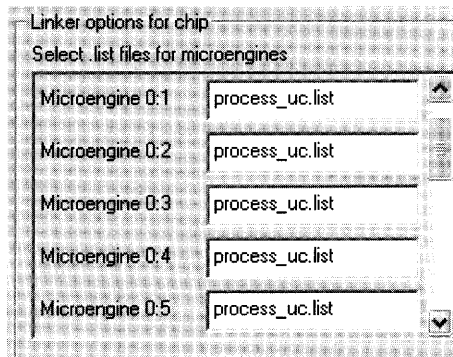 Linker options for chip
Select .list files for microengines
Microengine 0:1 process_uc.list
Microengine 0:2 process_uc.list
Microengine 0:3 process_uc.list
Microengine 0:4 process_uc.list
Microengine 0:5 process_uc.list